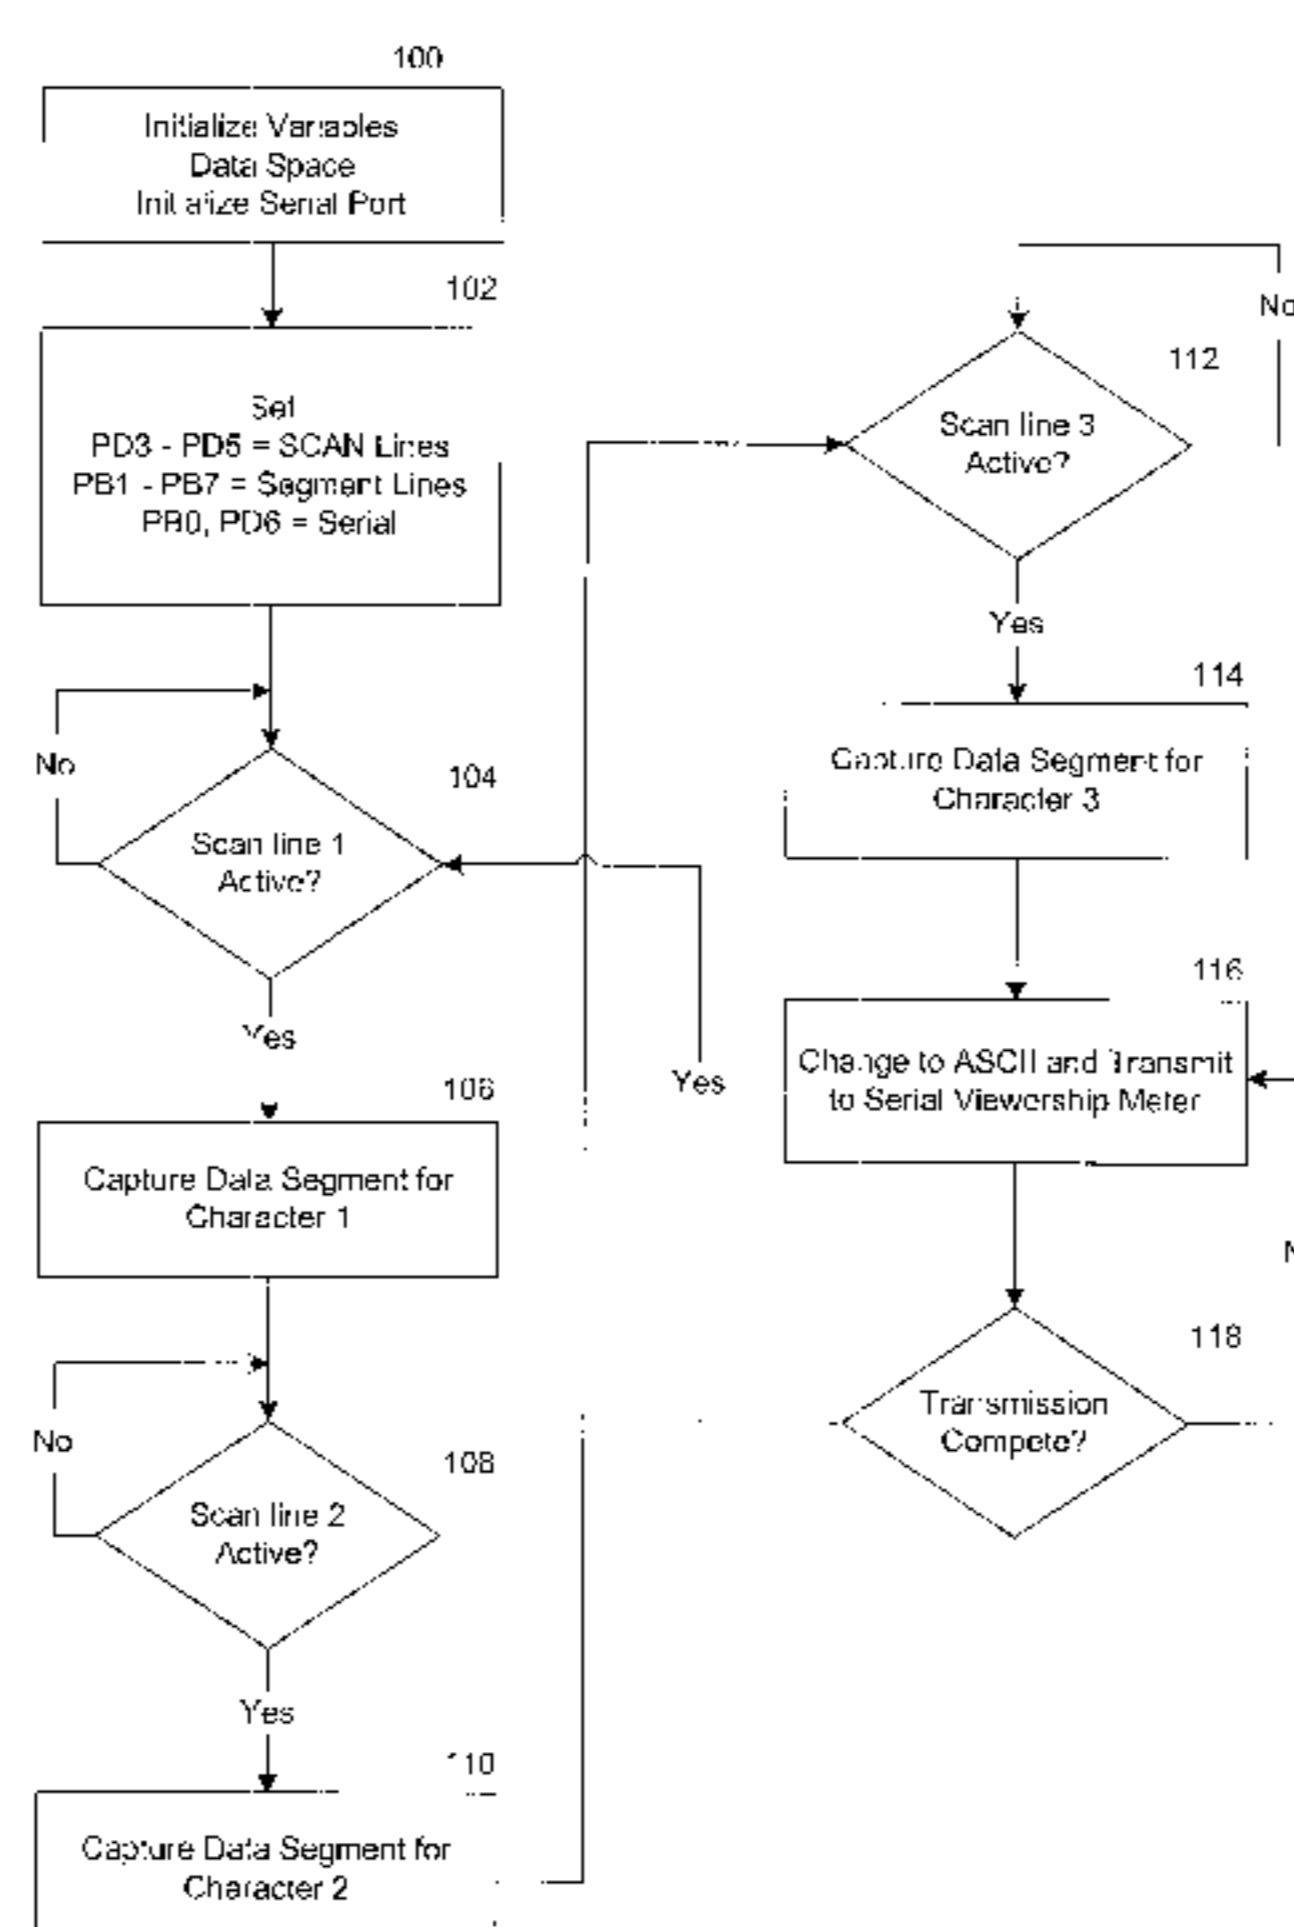 100
Initialize Variables
Data Space
Initialize Serial Port
102
Set
PD3 - PD5 = SCAN Lines
PB1 - PB7 = Segment Lines
PB0, PD6 = Serial
No
104
Scan line 1
Active?
Yes
106
Capture Data Segment for
Character 1
No
108
Scan line 2
Active?
Yes
110
Capture Data Segment for
Character 2
Yes
No
112
Scan line 3
Active?
Yes
114
Capture Data Segment for
Character 3
116
Change to ASCII and Transmit
to Serial Viewership Meter
118
Transmission
Compete?